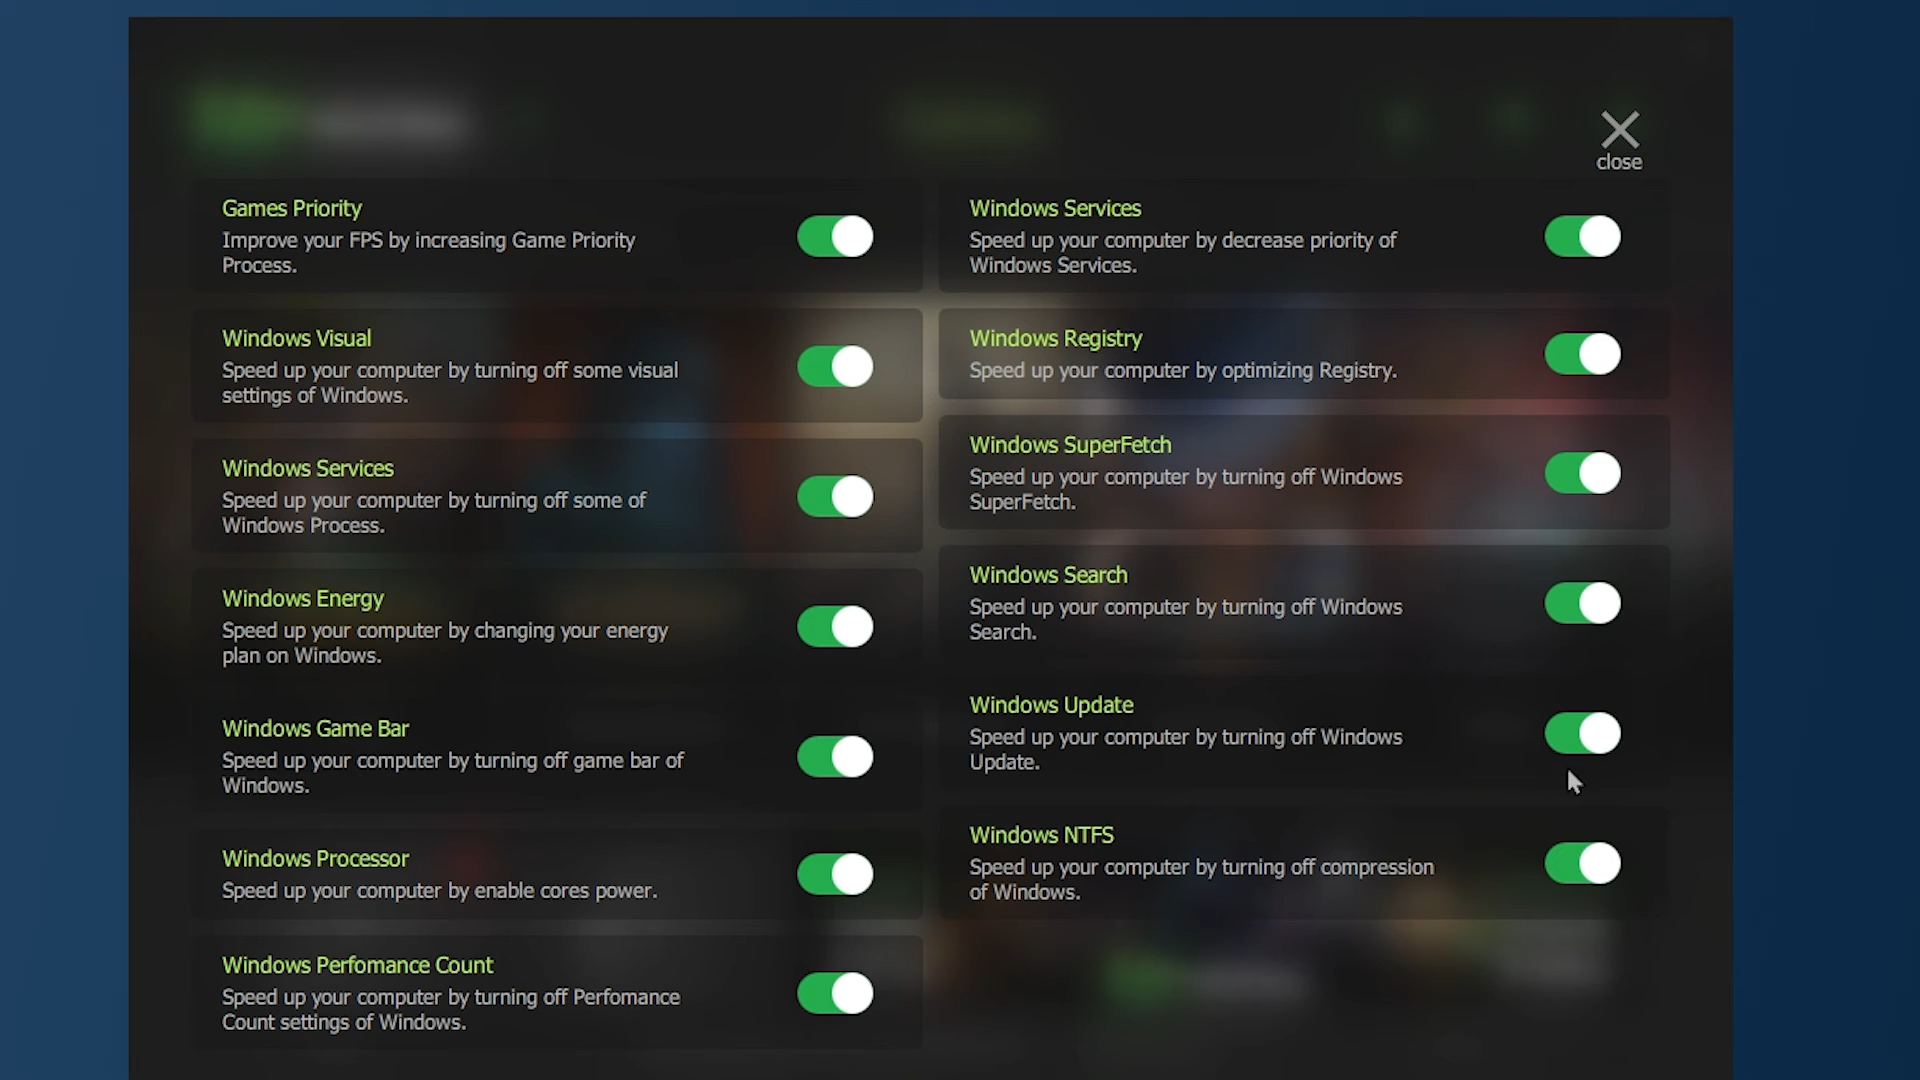 close
Games Priority
Improve your FPS by increasing Game Priority
Process.
Windows Visual
Speed up your computer by turning off some visual
settings of Windows.
Windows Services
Speed up your computer by turning off some of
Windows Process.
Windows Energy
Speed up your computer by changing your energy
plan on Windows.
Windows Game Bar
Speed up your computer by turning off game bar of
Windows.
Windows Processor
Speed up your computer by enable cores power.
Windows Perfomance Count
Speed up your computer by turning off Perfomance
Count settings of Windows.
Windows Services
Speed up your computer by decrease priority of
Windows Services.
Windows Registry
Speed up your computer by optimizing Registry.
Windows SuperFetch
Speed up your computer by turning off Windows
SuperFetch.
Windows Search
Speed up your computer by turning off Windows
Search.
Windows Update
Speed up your computer by turning off Windows
Update.
Windows NTFS
Speed up your computer by turning off compression
of Windows.